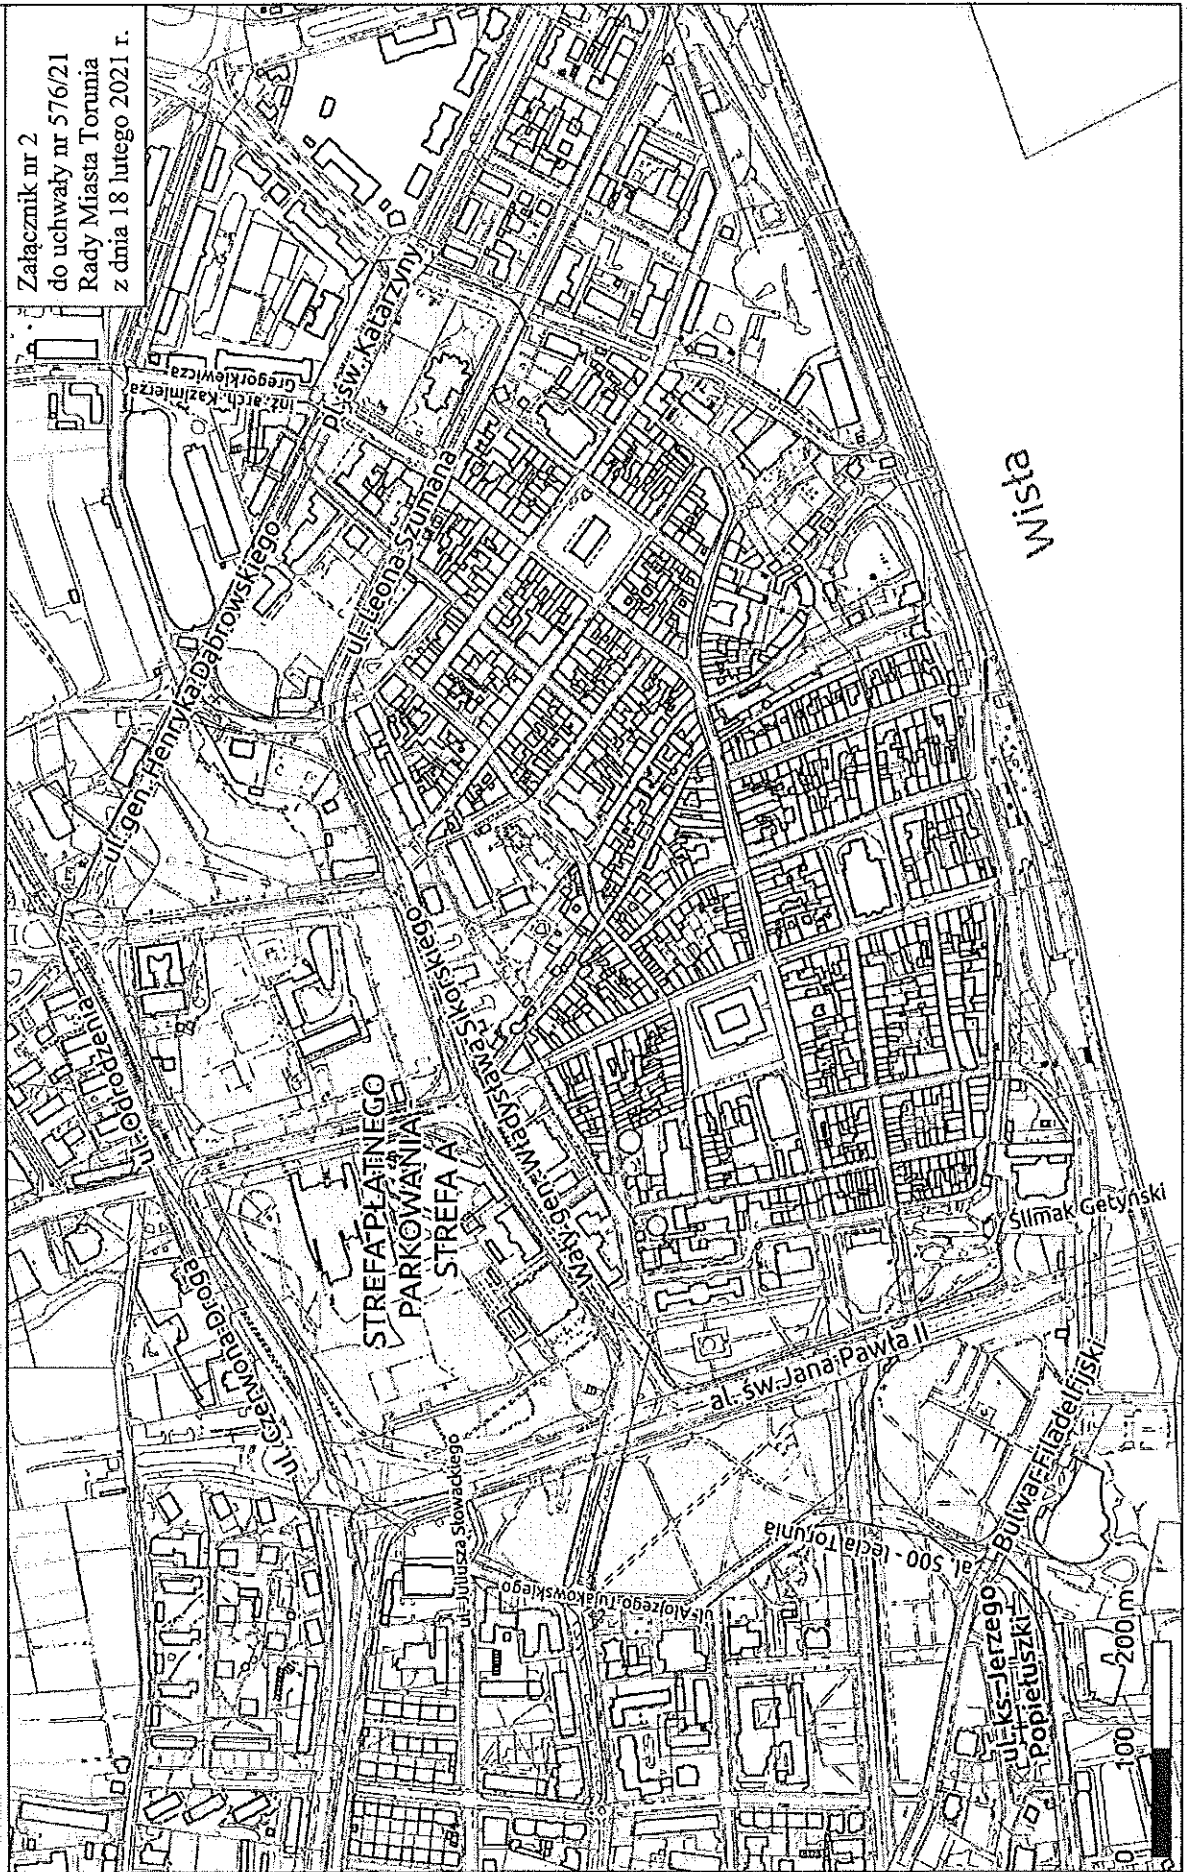 Załącznik nr 2
do uchwały nr 576/21
Rady Miasta Torunia
z dnia 18 lutego 2021 r.
inż. arch. Kazimierza
Gregorkiewicza
pl. św. Katarzyny
ul. gen. Henryka Dąbrowskiego
ul. Leona Szumana
ul. Odrodzenia
STREFA PŁATNEGO
PARKOWANIA
STREFA A
Wały gen. Władysława Sikorskiego
ul. Czerwona Droga
Wisła
Ślimak Getyński
al. św. Jana Pawła II
ul. Juliusza Słowackiego
ul. Alojzego Tujakowskiego
al. 500 - lecia Torunia
Bulwar Filadelfijski
ul. ks. Jerzego
Popiełuszki
0 100 200 m